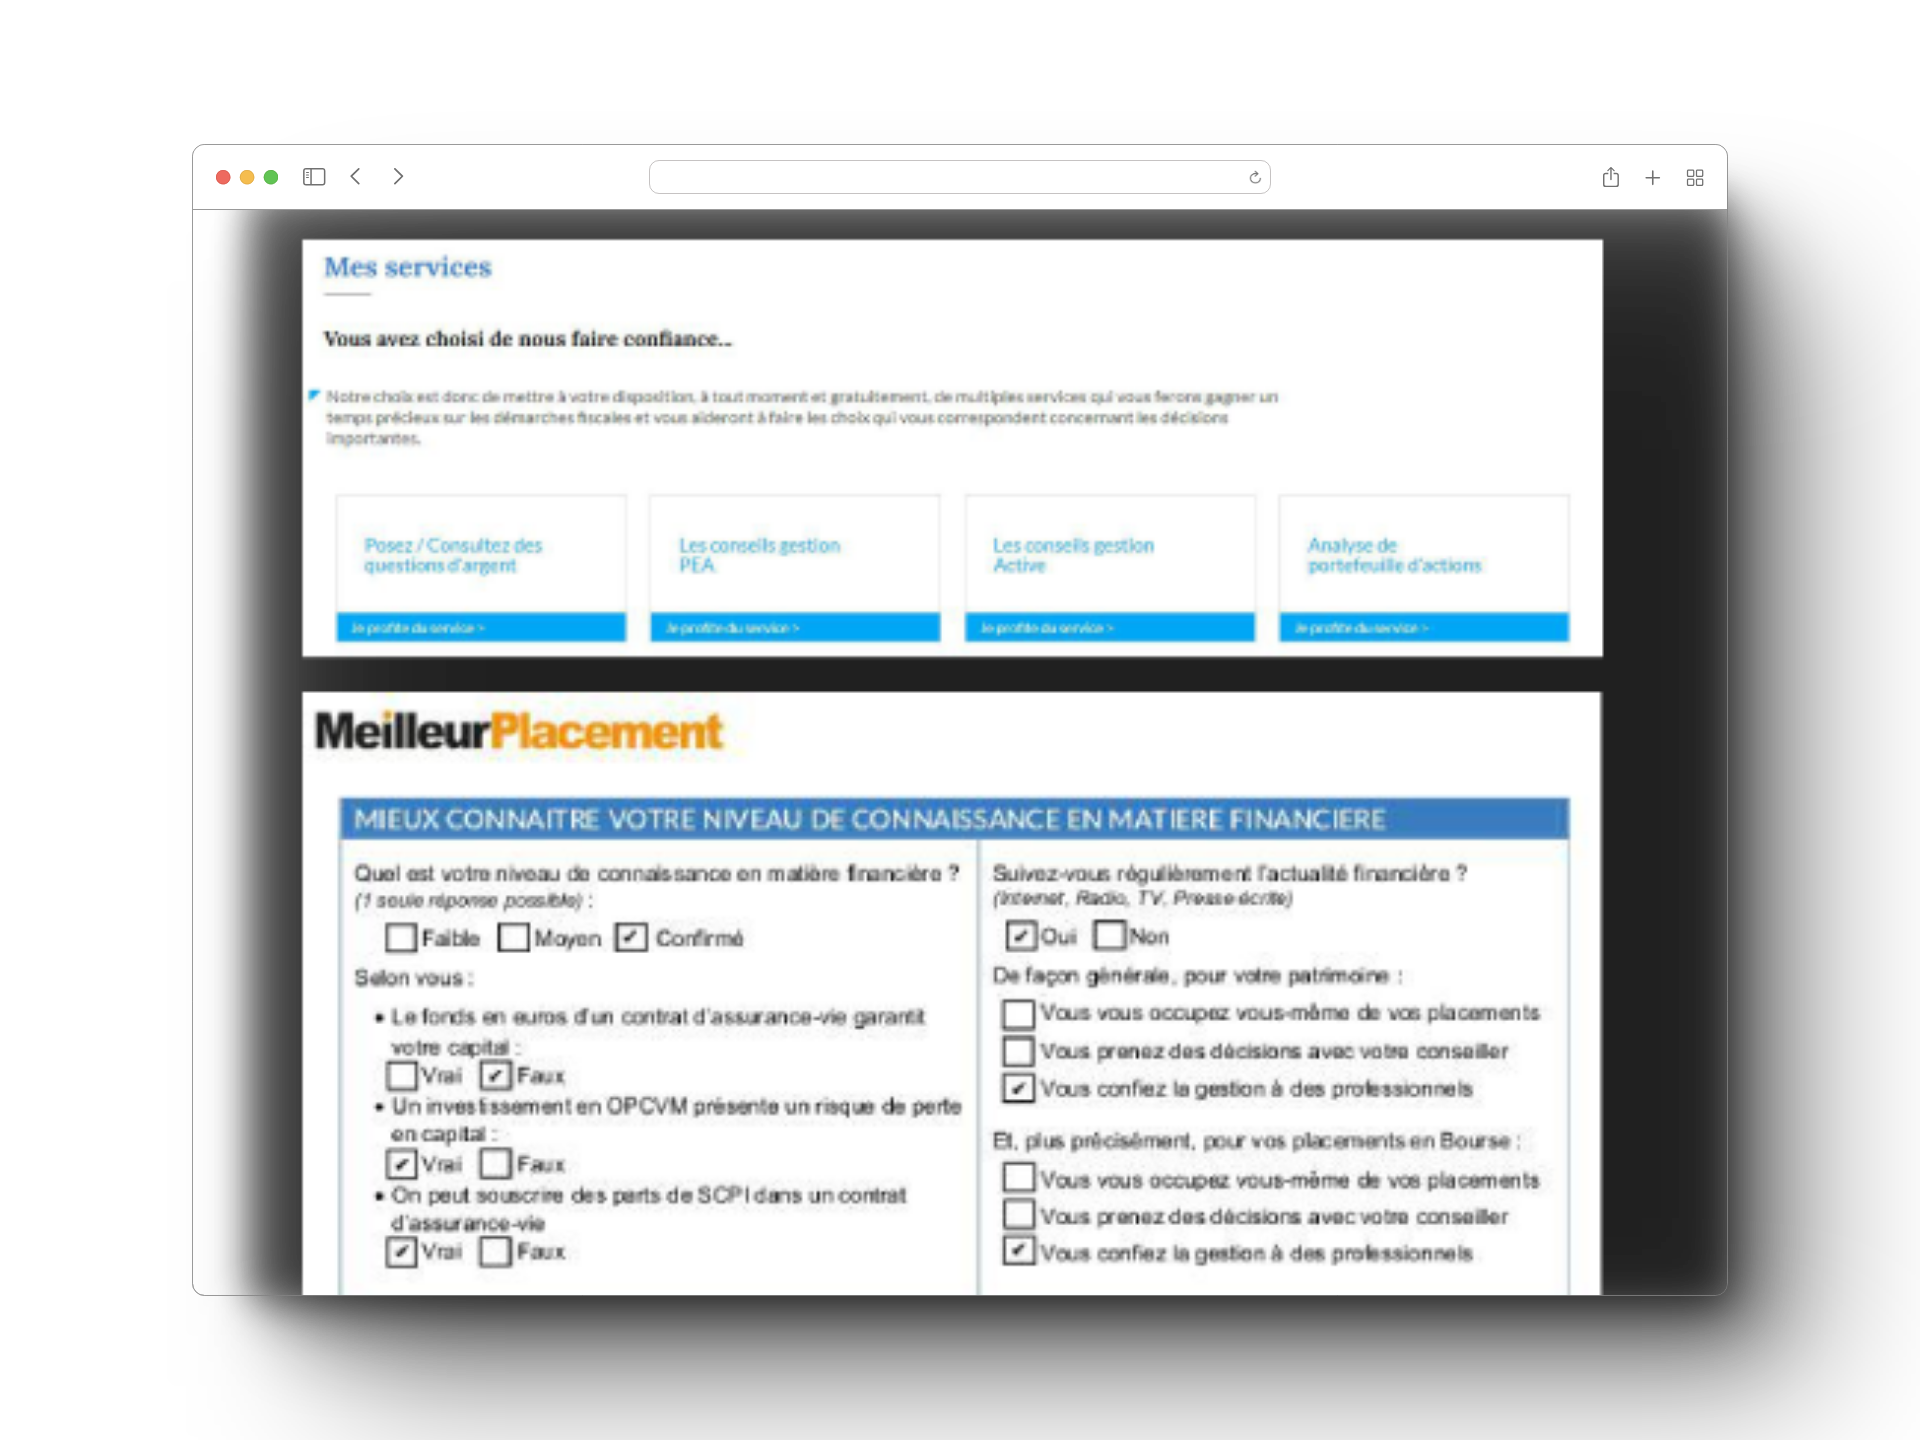 Mes services
Vous avez choisi de nous faire confiance...
Notre choix est donc de mettre à votre disposition, à tout moment et gratuitement, de multiples services qui vous ferons gagner un
temps précieux sur les démarches fiscales et vous aideront à faire les choix qui vous correspondent concernant les décisions
importantes.
Posez / Consultez des
questions d'argent
Je profite du service >
Les conseils gestion
PEA
Je profite du service >
Les conseils gestion
Active
Je profite du service >
Analyse de
portefeuille d'actions
Je profite du service >
MeilleurPlacement
MIEUX CONNAITRE VOTRE NIVEAU DE CONNAISSANCE EN MATIERE FINANCIERE
Quel est votre niveau de connaissance en matière financière ?
(1 seule réponse possible) :
Faible Moyen ✔ Confirmé
Selon vous :
• Le fonds en euros d'un contrat d'assurance-vie garantit
votre capital :
Vrai ✔ Faux
• Un investissement en OPCVM présente un risque de perte
en capital :
✔ Vrai Faux
• On peut souscrire des parts de SCPI dans un contrat
d'assurance-vie
✔ Vrai Faux
Suivez-vous régulièrement l'actualité financière ?
(Internet, Radio, TV, Presse écrite)
✔ Oui Non
De façon générale, pour votre patrimoine :
Vous vous occupez vous-même de vos placements
Vous prenez des décisions avec votre conseiller
✔ Vous confiez la gestion à des professionnels
Et, plus précisément, pour vos placements en Bourse :
Vous vous occupez vous-même de vos placements
Vous prenez des décisions avec votre conseiller
✔ Vous confiez la gestion à des professionnels